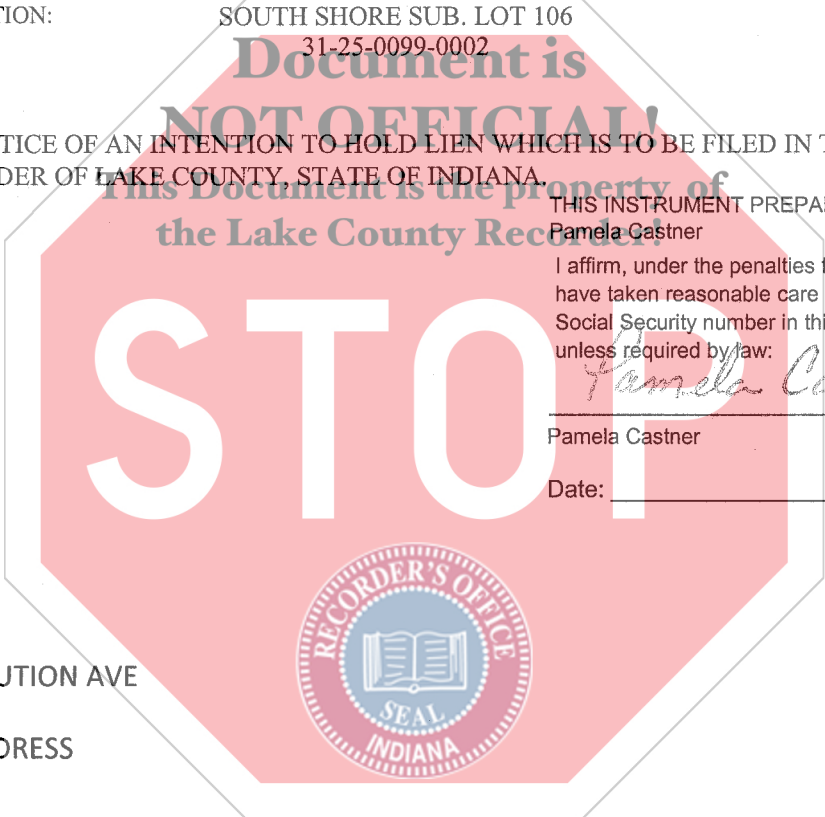 TION: SOUTH SHORE SUB. LOT 106
31-25-0099-0002
Document is
NOT OFFICIAL!
TICE OF AN INTENTION TO HOLD LIEN WHICH IS TO BE FILED IN T
DER OF LAKE COUNTY, STATE OF INDIANA.
This Document is the property of
the Lake County Recorder!
THIS INSTRUMENT PREPA
Pamela Castner
I affirm, under the penalties
have taken reasonable care
Social Security number in thi
unless required by law:
Pamela Ca
Pamela Castner
Date:
STOP
RECORDER'S OFFICE
SEAL
INDIANA
UTION AVE
DRESS